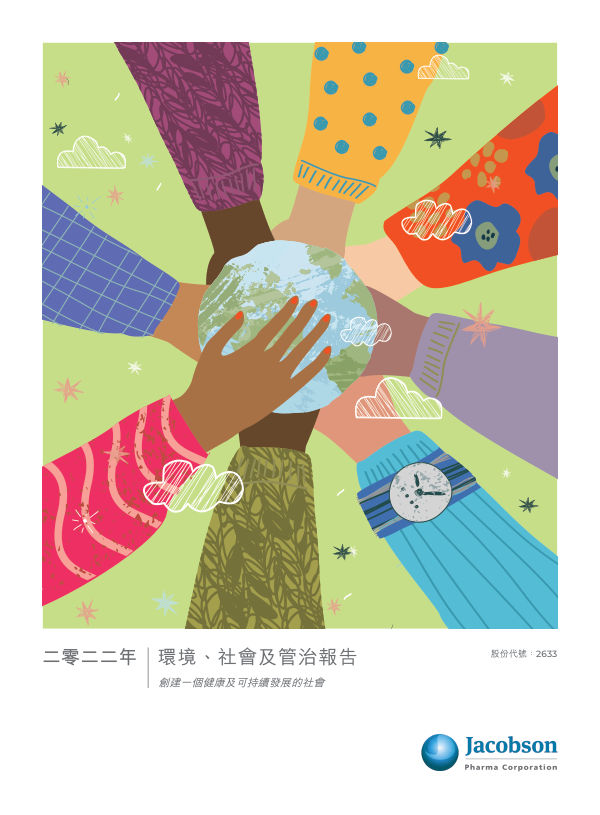 二零二二年
環境、社會及管治報告
創建一個健康及可持續發展的社會
股份代號：2633
Jacobson
Pharma Corporation